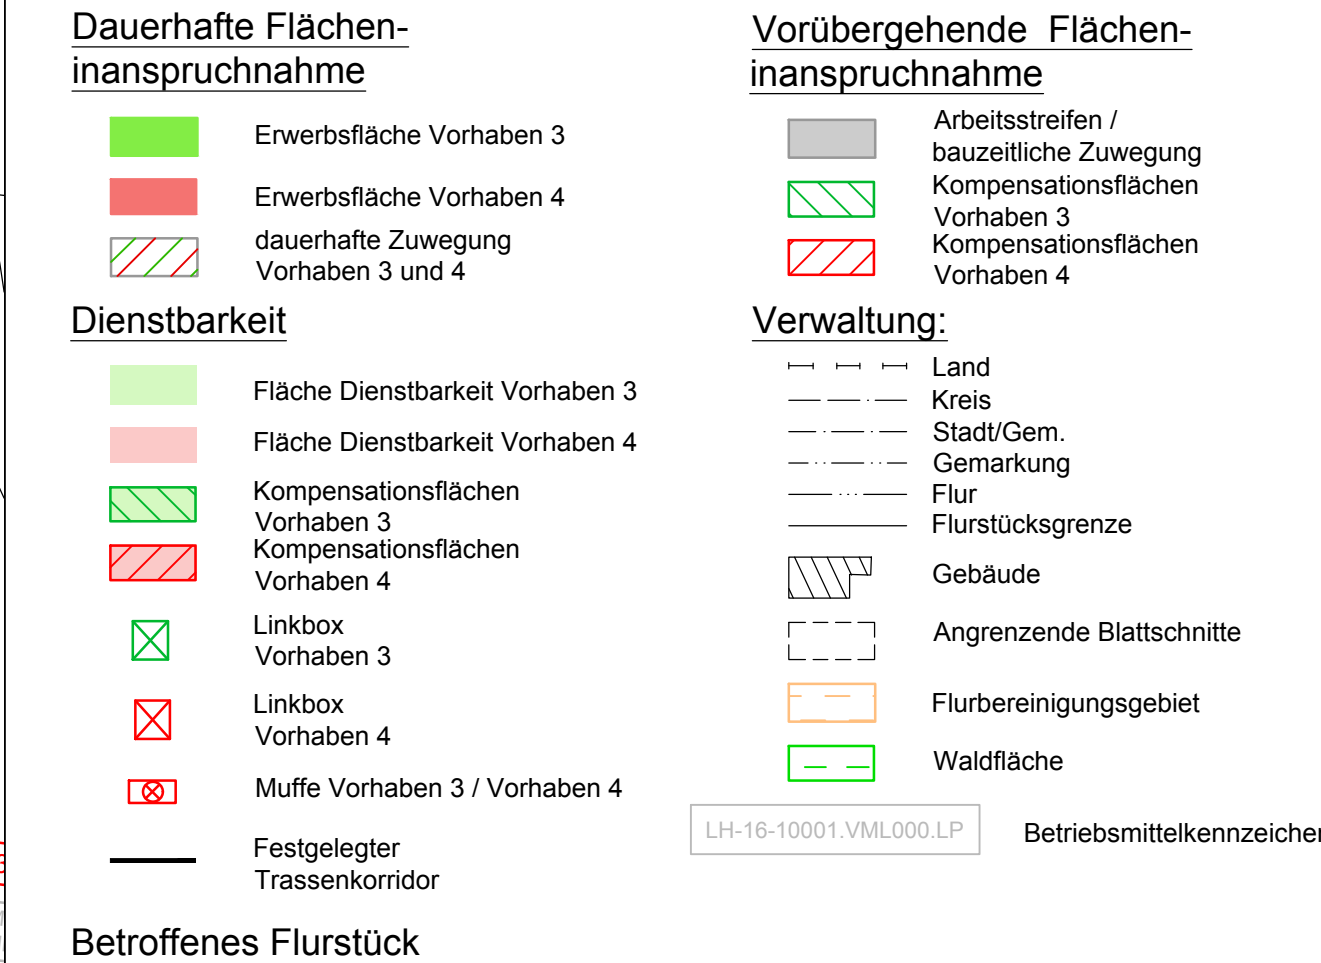 Dauerhafte Flächen-
inanspruchnahme
Erwerbsfläche Vorhaben 3
Erwerbsfläche Vorhaben 4
dauerhafte Zuwegung
Vorhaben 3 und 4
Dienstbarkeit
Fläche Dienstbarkeit Vorhaben 3
Fläche Dienstbarkeit Vorhaben 4
Kompensationsflächen
Vorhaben 3
Kompensationsflächen
Vorhaben 4
Linkbox
Vorhaben 3
Linkbox
Vorhaben 4
Muffe Vorhaben 3 / Vorhaben 4
Festgelegter
Trassenkorridor
Betroffenes Flurstück
Vorübergehende Flächen-
inanspruchnahme
Arbeitsstreifen /
bauzeitliche Zuwegung
Kompensationsflächen
Vorhaben 3
Kompensationsflächen
Vorhaben 4
Verwaltung:
Land
Kreis
Stadt/Gem.
Gemarkung
Flur
Flurstücksgrenze
Gebäude
Angrenzende Blattschnitte
Flurbereinigungsgebiet
Waldfläche
LH-16-10001.VML000.LP
Betriebsmittelkennzeichen